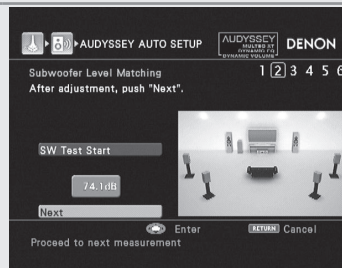 AUDYSSEY AUTO SETUP
AUDYSSEY
MULTEQ XT
DYNAMIC EQ
DYNAMIC VOLUME
DENON
Subwoofer Level Matching
1 2 3 4 5 6
After adjustment, push "Next".
SW Test Start
74.1dB
Next
Enter
RETURN Cancel
Proceed to next measurement